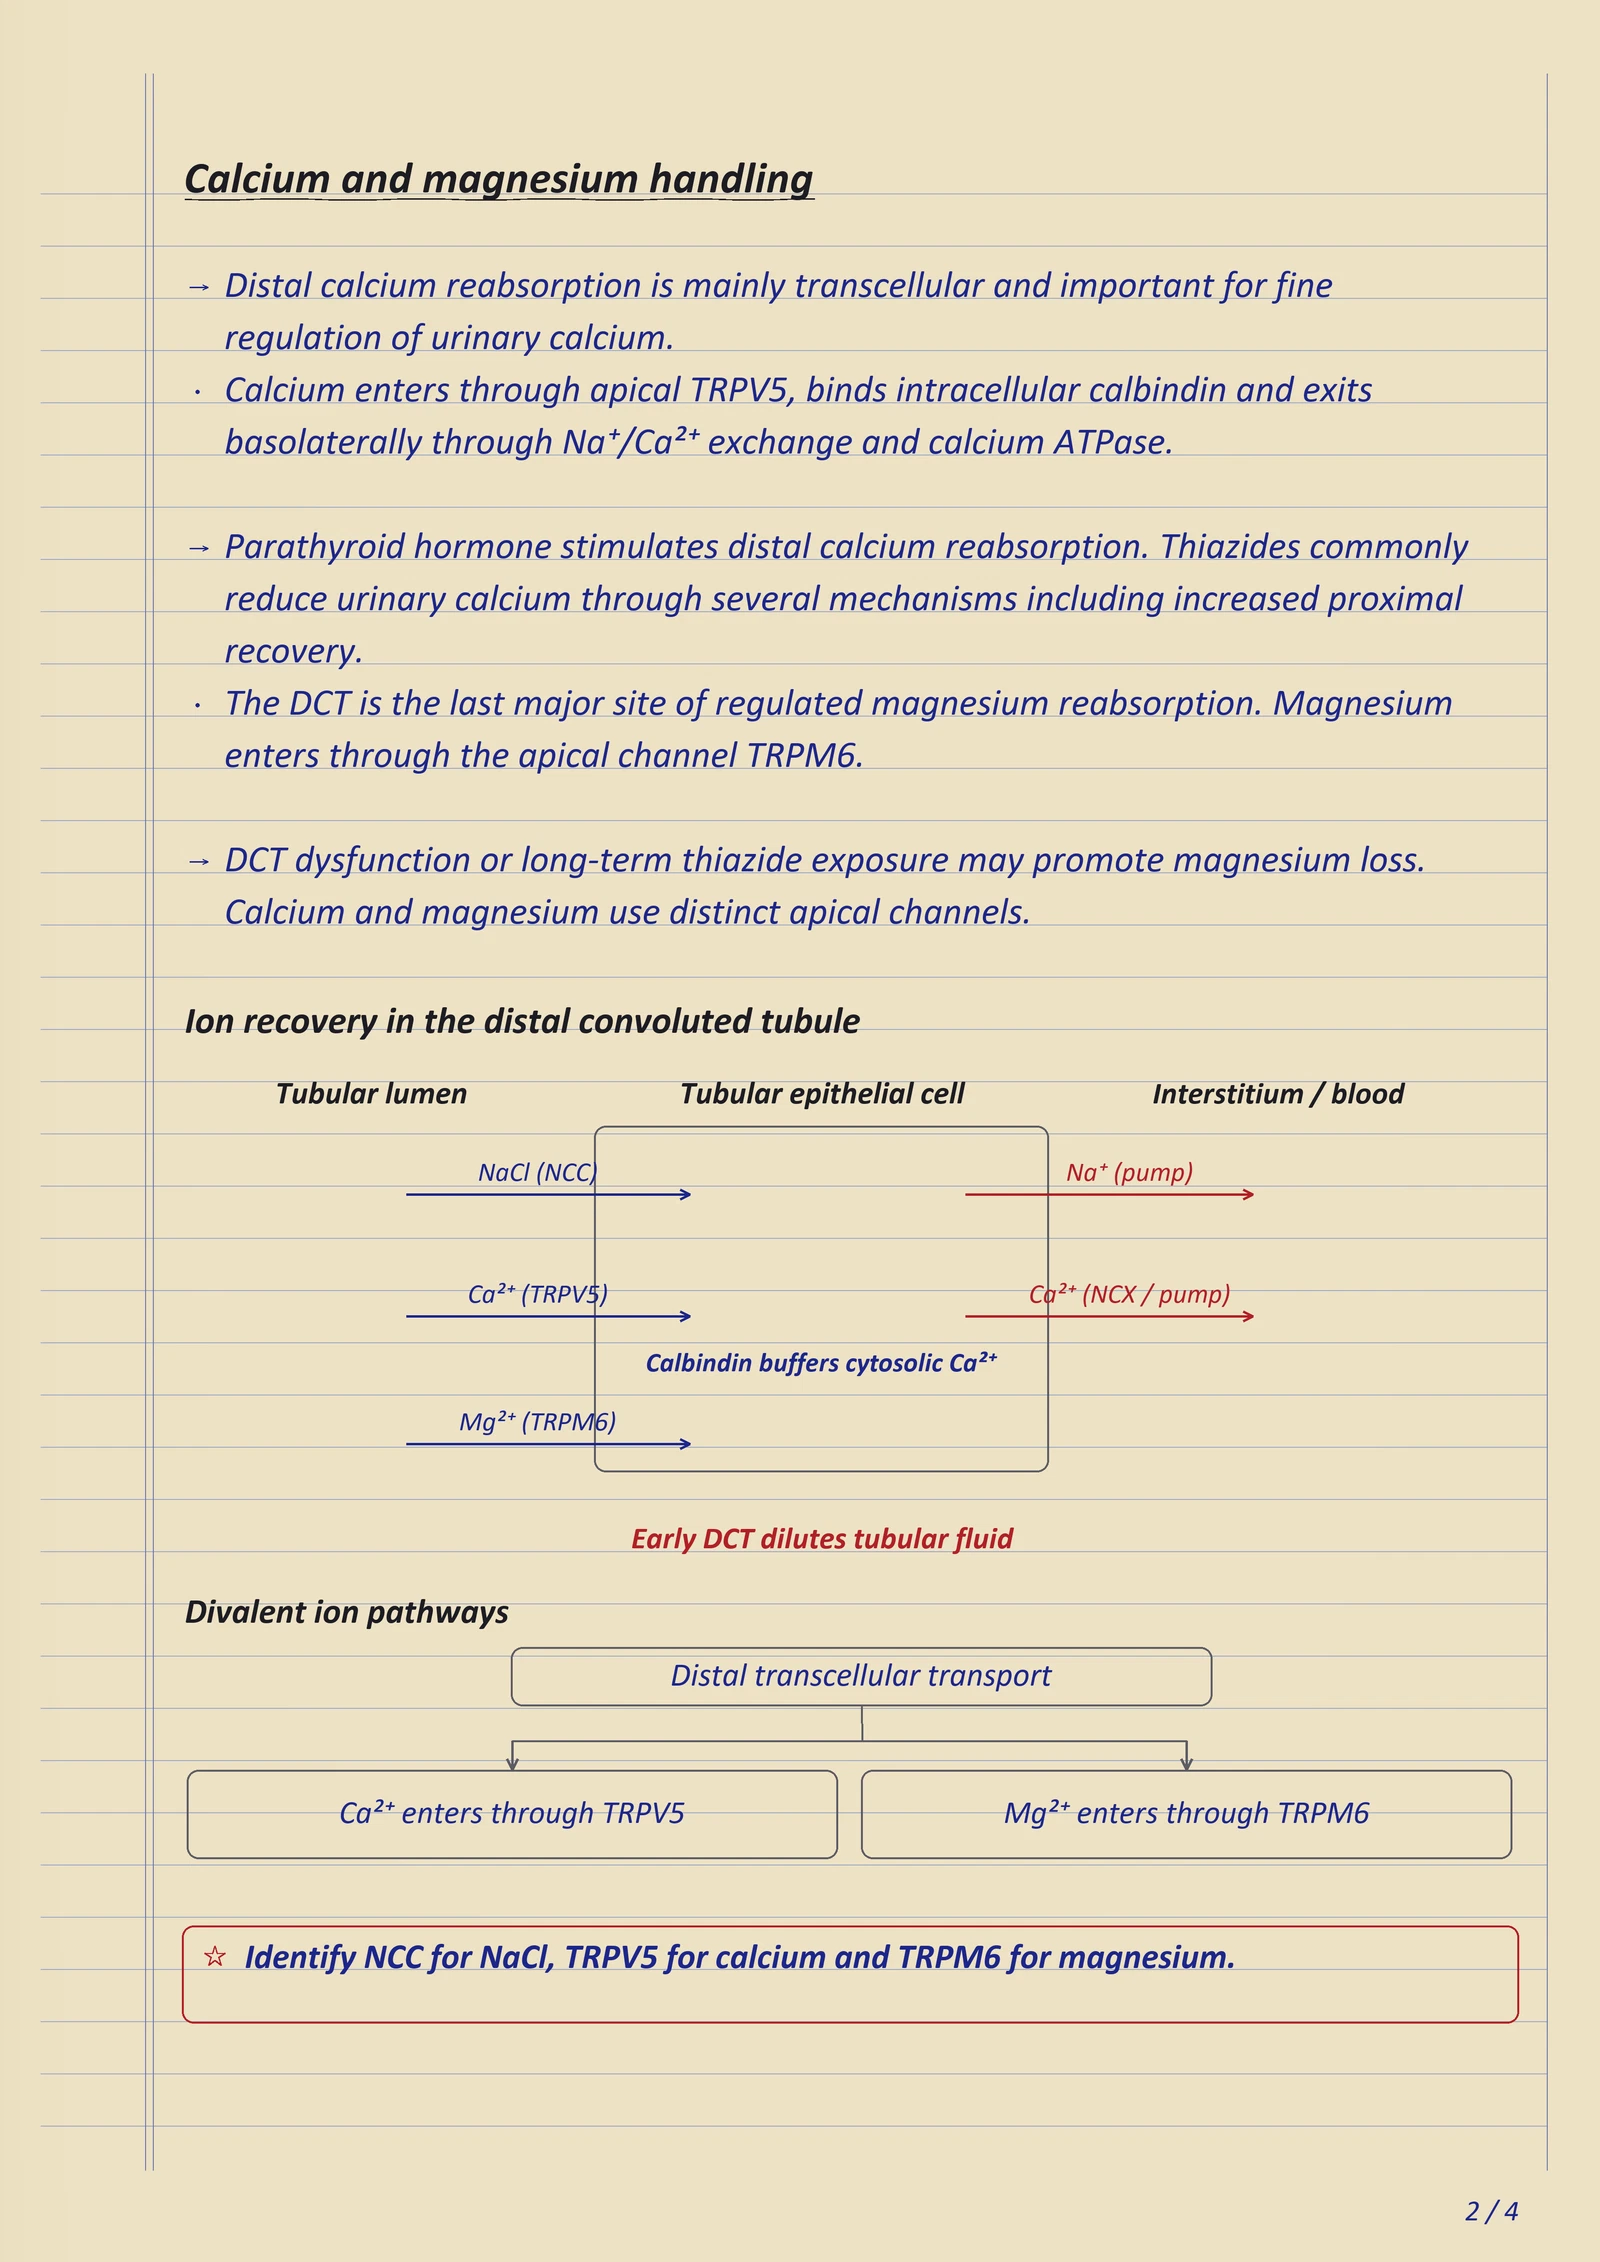 Calcium and magnesium handling
→ Distal calcium reabsorption is mainly transcellular and important for fine
regulation of urinary calcium.
· Calcium enters through apical TRPV5, binds intracellular calbindin and exits
basolaterally through Na⁺/Ca²⁺ exchange and calcium ATPase.
→ Parathyroid hormone stimulates distal calcium reabsorption. Thiazides commonly
reduce urinary calcium through several mechanisms including increased proximal
recovery.
· The DCT is the last major site of regulated magnesium reabsorption. Magnesium
enters through the apical channel TRPM6.
→ DCT dysfunction or long-term thiazide exposure may promote magnesium loss.
Calcium and magnesium use distinct apical channels.
Ion recovery in the distal convoluted tubule
Tubular lumen Tubular epithelial cell Interstitium / blood
NaCl (NCC) Na⁺ (pump)
Ca²⁺ (TRPV5) Ca²⁺ (NCX / pump)
Calbindin buffers cytosolic Ca²⁺
Mg²⁺ (TRPM6)
Early DCT dilutes tubular fluid
Divalent ion pathways
Distal transcellular transport
Ca²⁺ enters through TRPV5 Mg²⁺ enters through TRPM6
☆ Identify NCC for NaCl, TRPV5 for calcium and TRPM6 for magnesium.
2 / 4